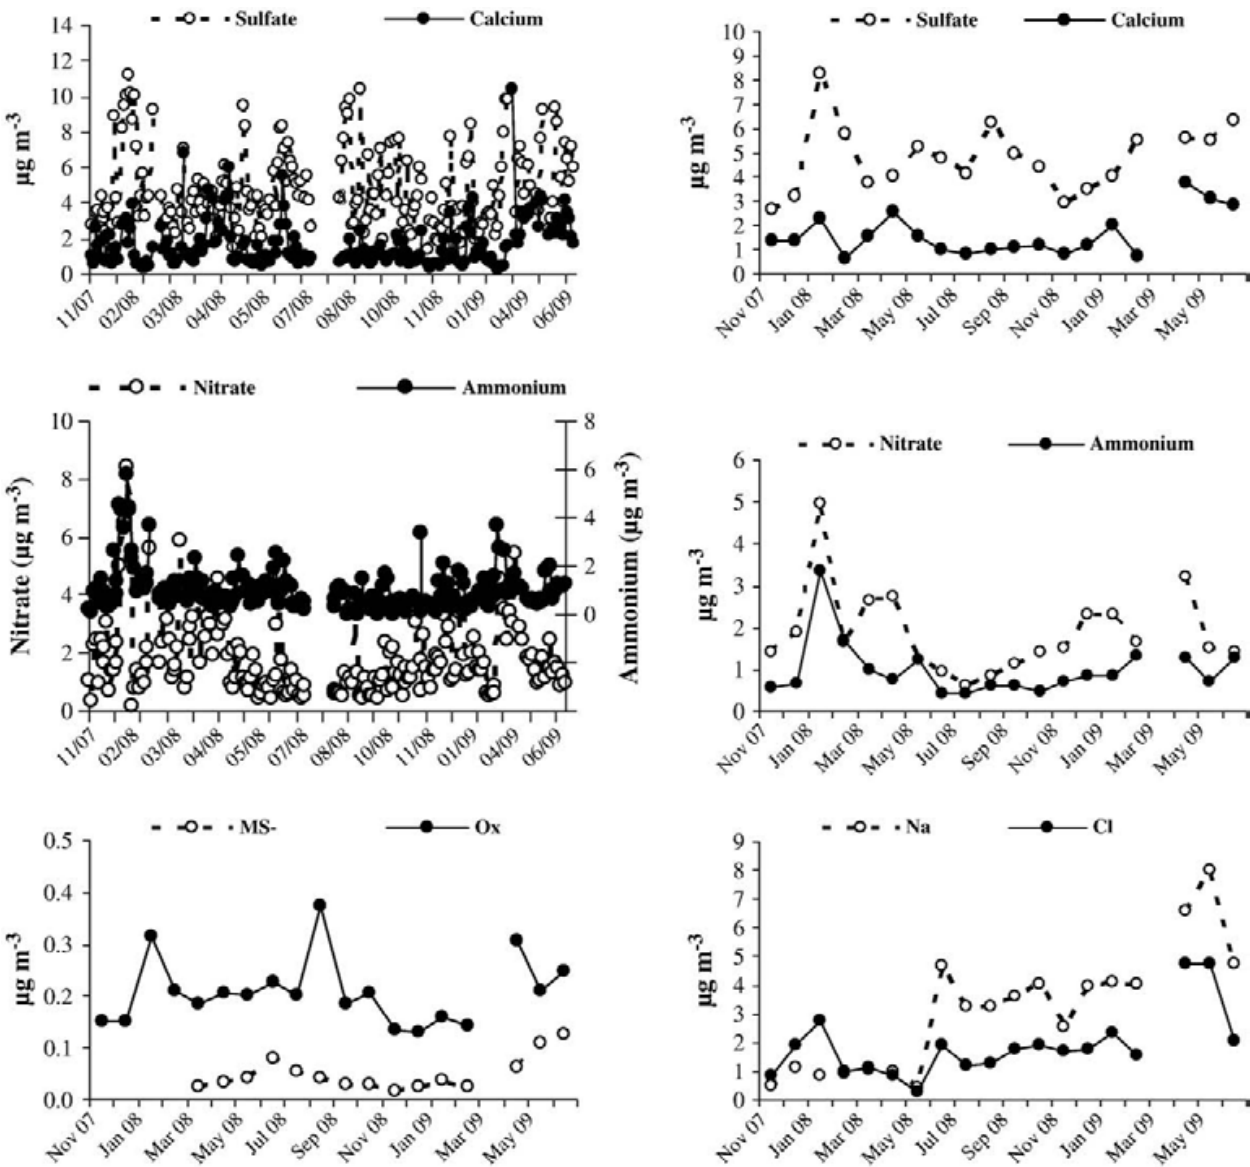 Sulfate Calcium
14
12
10
8
6
4
2
0
µg m-3
11/07 02/08 03/08 04/08 05/08 07/08 08/08 10/08 11/08 01/09 04/09 06/09
Sulfate Calcium
10
9
8
7
6
5
4
3
2
1
0
µg m-3
Nov 07 Jan 08 Mar 08 May 08 Jul 08 Sep 08 Nov 08 Jan 09 Mar 09 May 09
Nitrate Ammonium
10
8
6
4
2
0
Nitrate (µg m-3)
8
6
4
2
0
Ammonium (µg m-3)
11/07 02/08 03/08 04/08 05/08 07/08 08/08 10/08 11/08 01/09 04/09 06/09
Nitrate Ammonium
6
5
4
3
2
1
0
µg m-3
Nov 07 Jan 08 Mar 08 May 08 Jul 08 Sep 08 Nov 08 Jan 09 Mar 09 May 09
MS- Ox
0.5
0.4
0.3
0.2
0.1
0.0
µg m-3
Nov 07 Jan 08 Mar 08 May 08 Jul 08 Sep 08 Nov 08 Jan 09 Mar 09 May 09
Na Cl
9
8
7
6
5
4
3
2
1
0
µg m-3
Nov 07 Jan 08 Mar 08 May 08 Jul 08 Sep 08 Nov 08 Jan 09 Mar 09 May 09